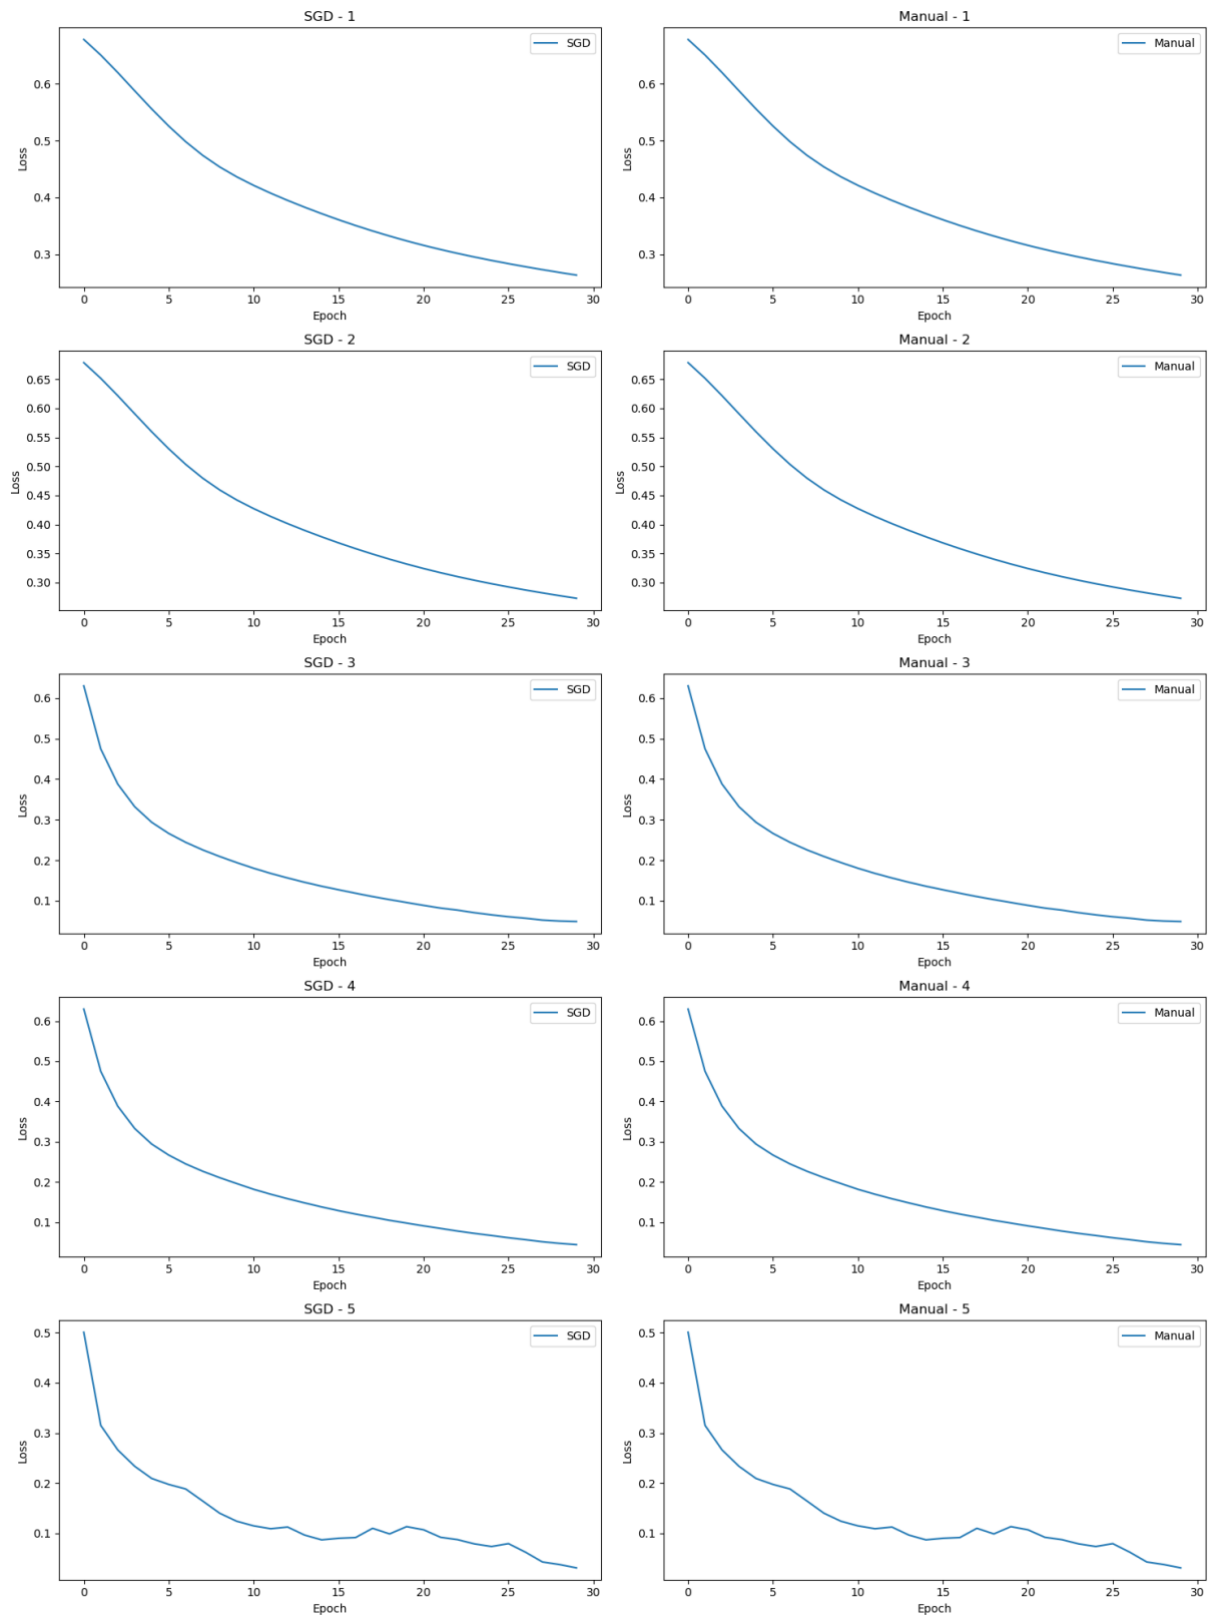 SGD - 1
SGD
0.6
0.5
0.4
0.3
Loss
0 5 10 15 20 25 30
Epoch
Manual - 1
Manual
0.6
0.5
0.4
0.3
Loss
0 5 10 15 20 25 30
Epoch
SGD - 2
SGD
0.65
0.60
0.55
0.50
0.45
0.40
0.35
0.30
Loss
0 5 10 15 20 25 30
Epoch
Manual - 2
Manual
0.65
0.60
0.55
0.50
0.45
0.40
0.35
0.30
Loss
0 5 10 15 20 25 30
Epoch
SGD - 3
SGD
0.6
0.5
0.4
0.3
0.2
0.1
Loss
0 5 10 15 20 25 30
Epoch
Manual - 3
Manual
0.6
0.5
0.4
0.3
0.2
0.1
Loss
0 5 10 15 20 25 30
Epoch
SGD - 4
SGD
0.6
0.5
0.4
0.3
0.2
0.1
Loss
0 5 10 15 20 25 30
Epoch
Manual - 4
Manual
0.6
0.5
0.4
0.3
0.2
0.1
Loss
0 5 10 15 20 25 30
Epoch
SGD - 5
SGD
0.5
0.4
0.3
0.2
0.1
Loss
0 5 10 15 20 25 30
Epoch
Manual - 5
Manual
0.5
0.4
0.3
0.2
0.1
Loss
0 5 10 15 20 25 30
Epoch